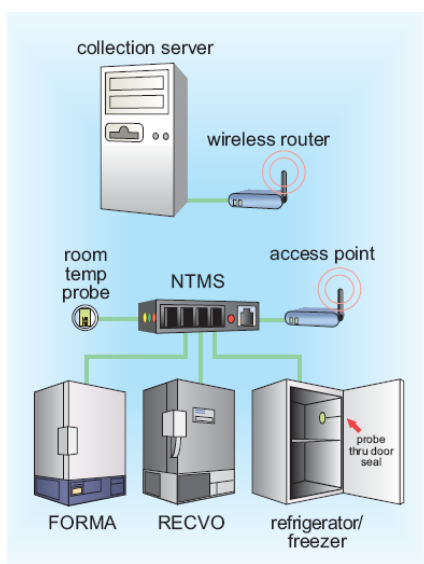 collection server
wireless router
room
temp
probe
NTMS
access point
probe
thru door
seal
FORMA
RECVO
refrigerator/
freezer